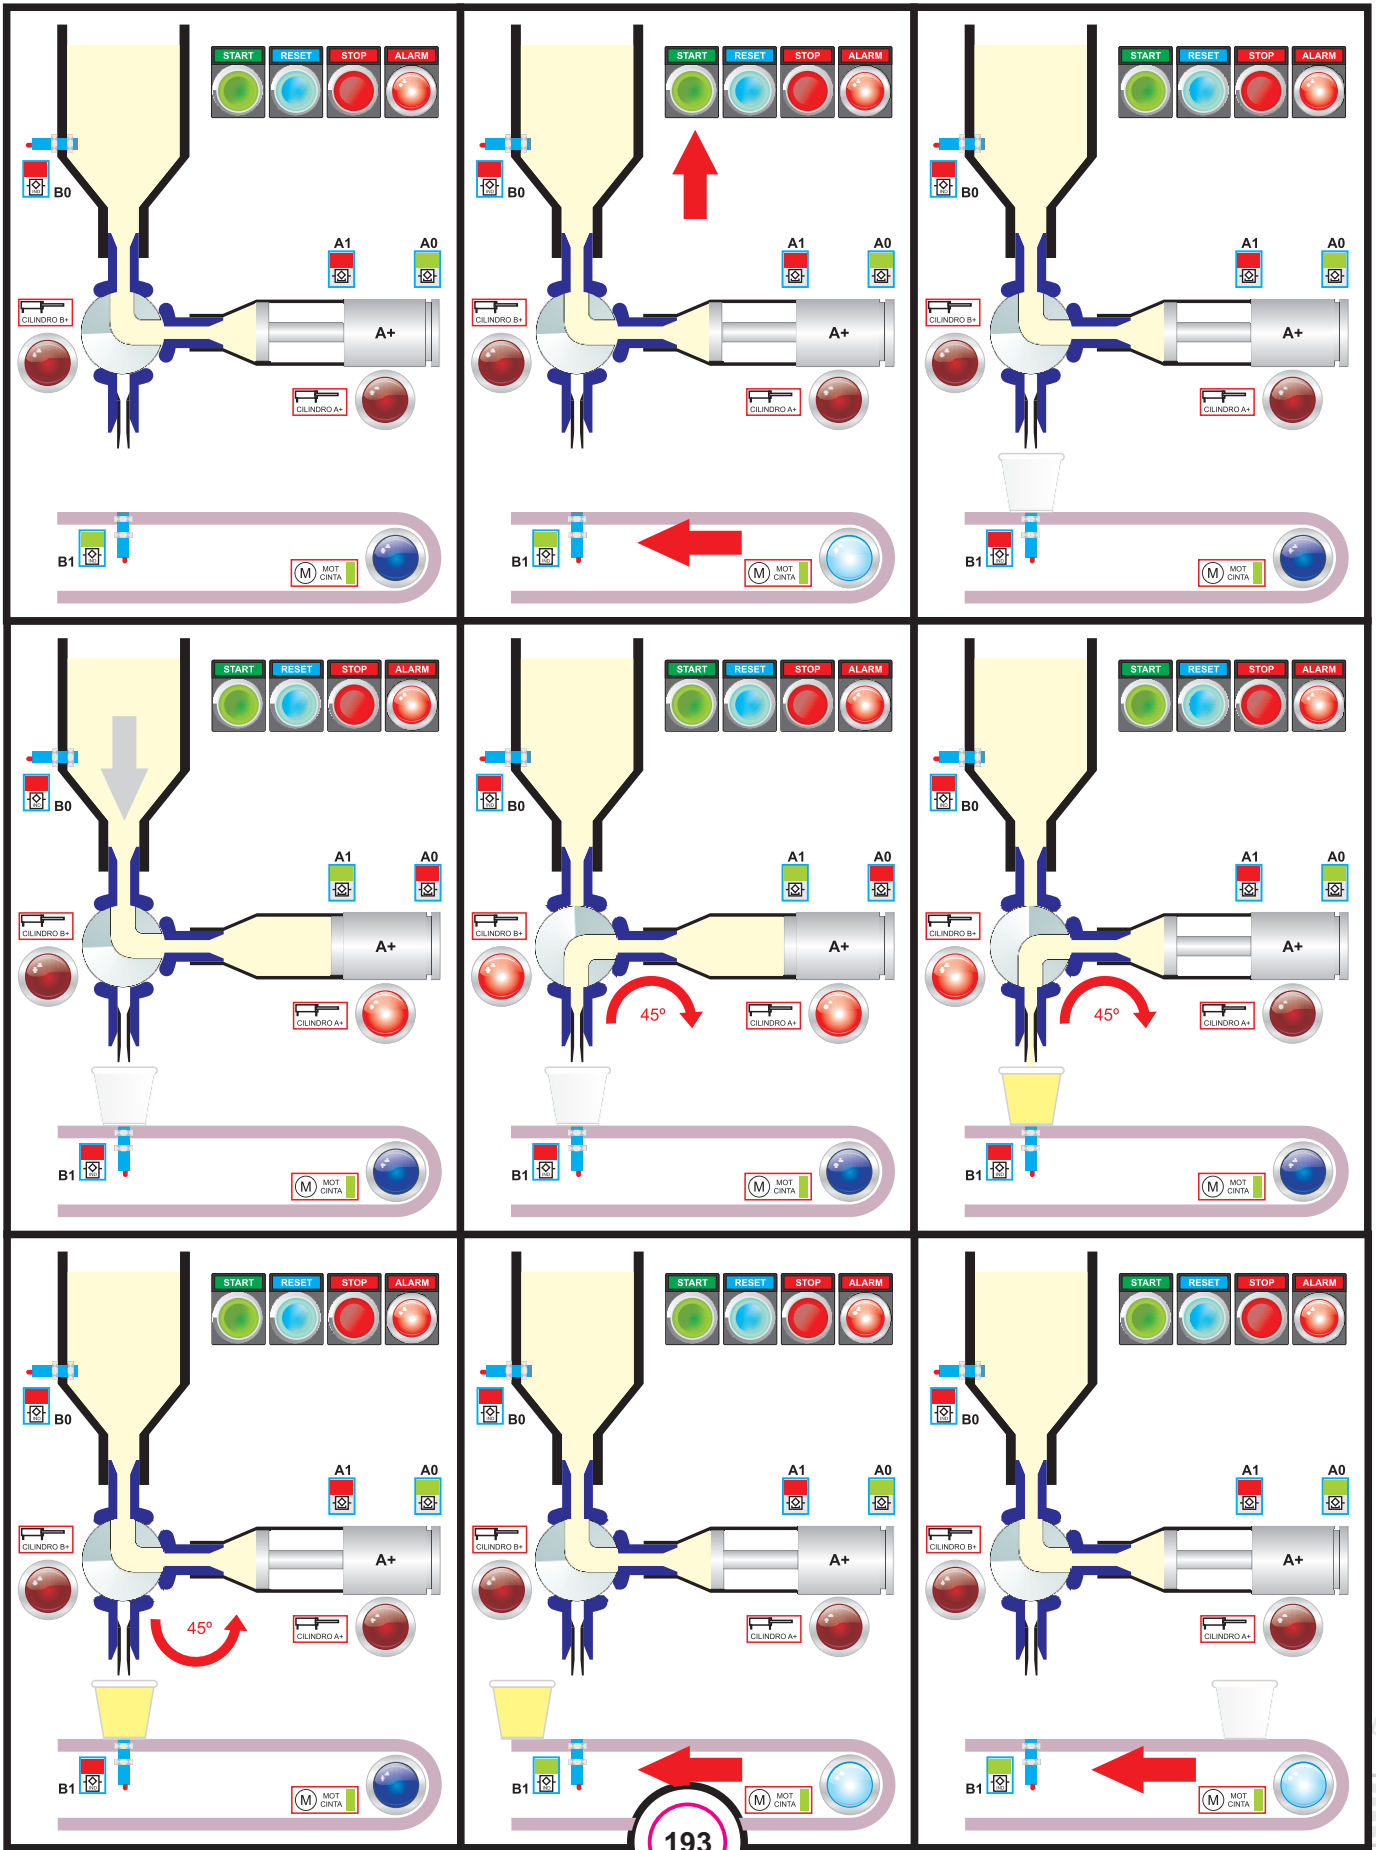 START RESET STOP ALARM
B0
A1 A0
CILINDRO B+
A+
CILINDRO A+
B1
M MOT CINTA
START RESET STOP ALARM
B0
A1 A0
CILINDRO B+
A+
CILINDRO A+
B1
M MOT CINTA
START RESET STOP ALARM
B0
A1 A0
CILINDRO B+
A+
CILINDRO A+
B1
M MOT CINTA
START RESET STOP ALARM
B0
A1 A0
CILINDRO B+
A+
CILINDRO A+
B1
M MOT CINTA
START RESET STOP ALARM
B0
A1 A0
CILINDRO B+
A+
45º
CILINDRO A+
B1
M MOT CINTA
START RESET STOP ALARM
B0
A1 A0
CILINDRO B+
A+
45º
CILINDRO A+
B1
M MOT CINTA
START RESET STOP ALARM
B0
A1 A0
CILINDRO B+
A+
45º
CILINDRO A+
B1
M MOT CINTA
START RESET STOP ALARM
B0
A1 A0
CILINDRO B+
A+
CILINDRO A+
B1
M MOT CINTA
START RESET STOP ALARM
B0
A1 A0
CILINDRO B+
A+
CILINDRO A+
B1
M MOT CINTA
193